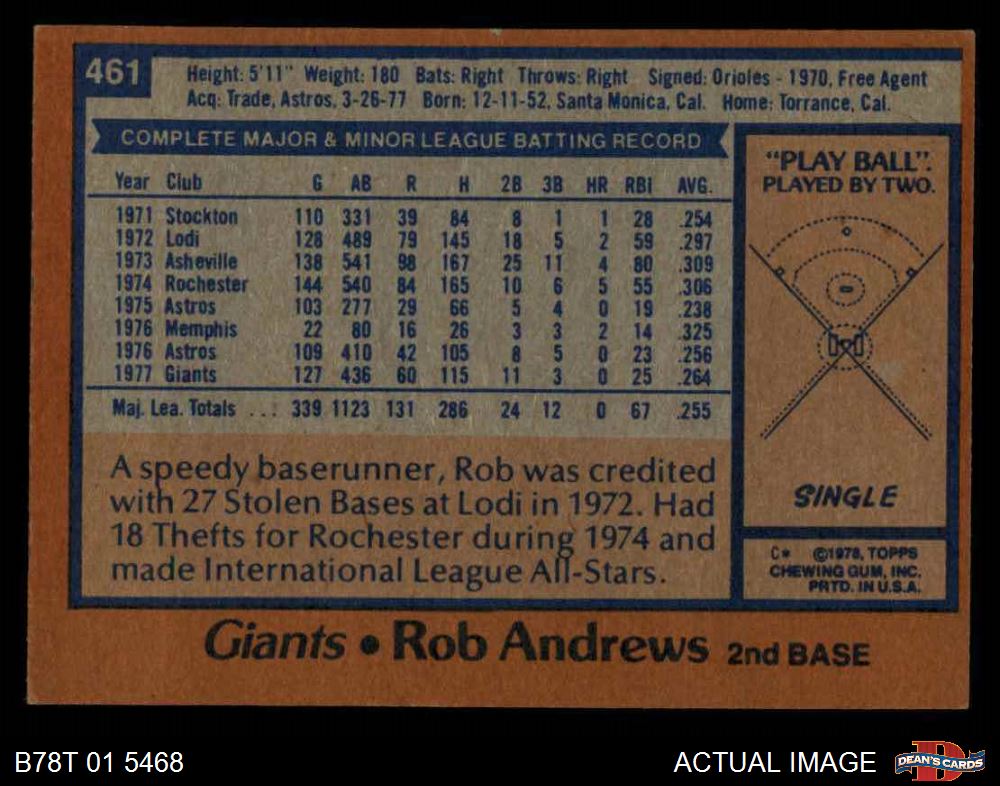 461
Height: 5'11" Weight: 180 Bats: Right Throws: Right Signed: Orioles - 1970, Free Agent
Acq: Trade, Astros, 3-26-77 Born: 12-11-52, Santa Monica, Cal. Home: Torrance, Cal.
COMPLETE MAJOR & MINOR LEAGUE BATTING RECORD
Year Club G AB R H 2B 3B HR RBI AVG.
1971 Stockton 110 331 39 84 8 1 1 28 .254
1972 Lodi 128 489 79 145 18 5 2 59 .297
1973 Asheville 138 541 98 167 25 11 4 80 .309
1974 Rochester 144 540 84 165 10 6 5 55 .306
1975 Astros 103 277 29 66 5 4 0 19 .238
1976 Memphis 22 80 16 26 3 3 2 14 .325
1976 Astros 109 410 42 105 8 5 0 23 .256
1977 Giants 127 436 60 115 11 3 0 25 .264
Maj. Lea. Totals ... 339 1123 131 286 24 12 0 67 .255
A speedy baserunner, Rob was credited
with 27 Stolen Bases at Lodi in 1972. Had
18 Thefts for Rochester during 1974 and
made International League All-Stars.
"PLAY BALL".
PLAYED BY TWO.
SINGLE
C* ©1978, TOPPS
CHEWING GUM, INC.
PRTD. IN U.S.A.
Giants • Rob Andrews 2nd BASE
B78T 01 5468
ACTUAL IMAGE
D
DEAN'S CARDS